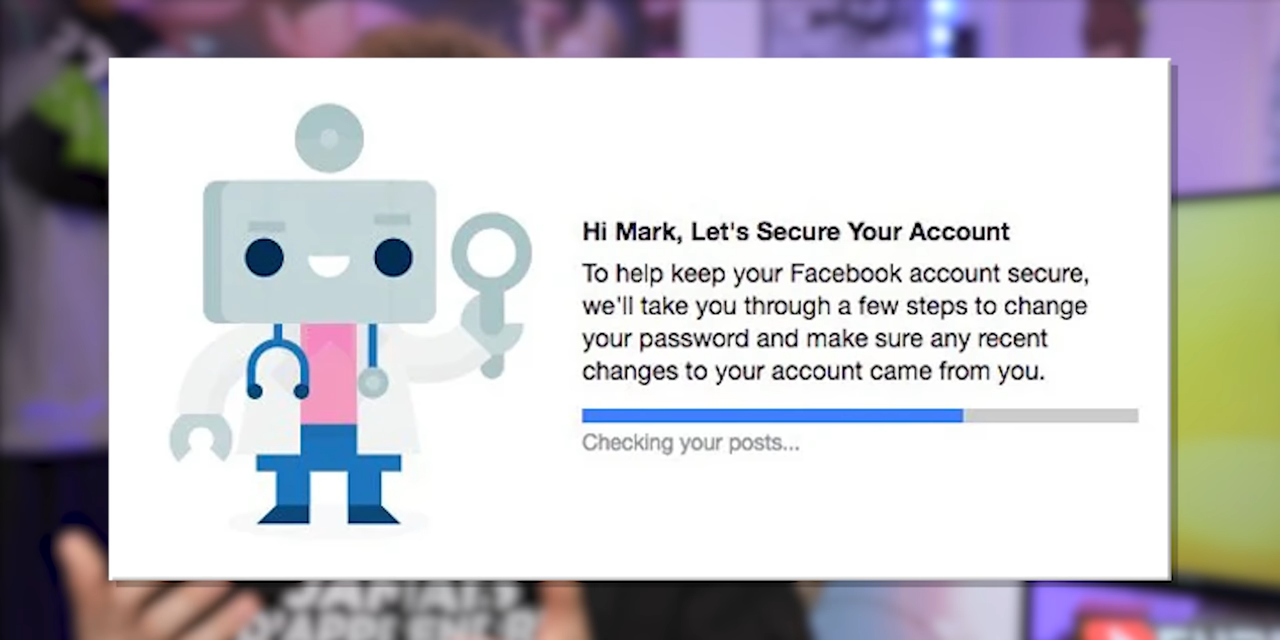 Hi Mark, Let's Secure Your Account
To help keep your Facebook account secure,
we'll take you through a few steps to change
your password and make sure any recent
changes to your account came from you.
Checking your posts...
D'APPRENDRE